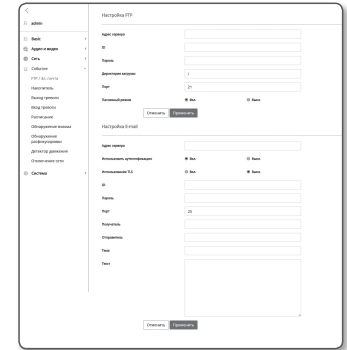 admin
Basic
Аудио и видео
Сеть
События
FTP / Эл. почта
Накопитель
Выход тревоги
Вход тревоги
Расписание
Обнаружение взлома
Обнаружение
расфокусировки
Детектор движения
Отключение сети
Система
Настройка FTP
Адрес сервера
ID
Пароль
Директория загрузки /
Порт 21
Пассивный режим Вкл. Выкл.
Отменить Применить
Настройка E-mail
Адрес сервера
Использовать аутентификацию Вкл. Выкл.
Использование TLS Вкл. Выкл.
ID
Пароль
Порт 25
Получатель
Отправитель
Тема
Текст
Отменить Применить